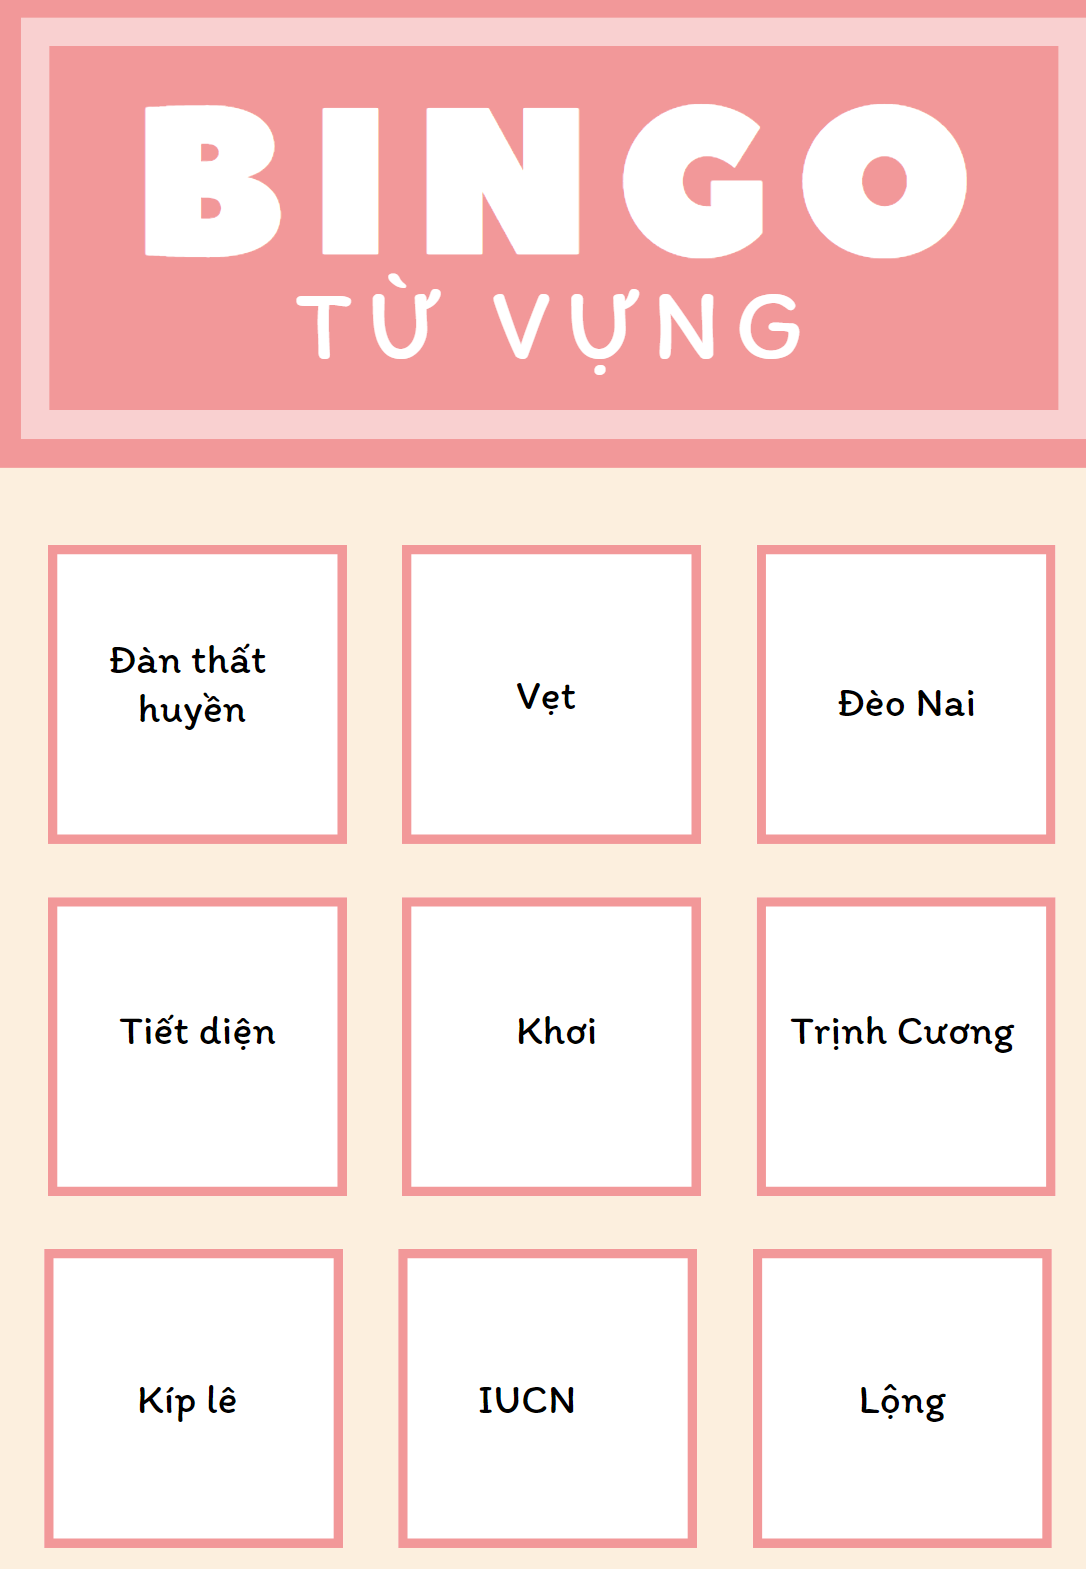 BINGO
TỪ VỰNG
Đàn thất
huyền
Vẹt
Đèo Nai
Tiết diện
Khơi
Trịnh Cương
Kíp lê
IUCN
Lộng